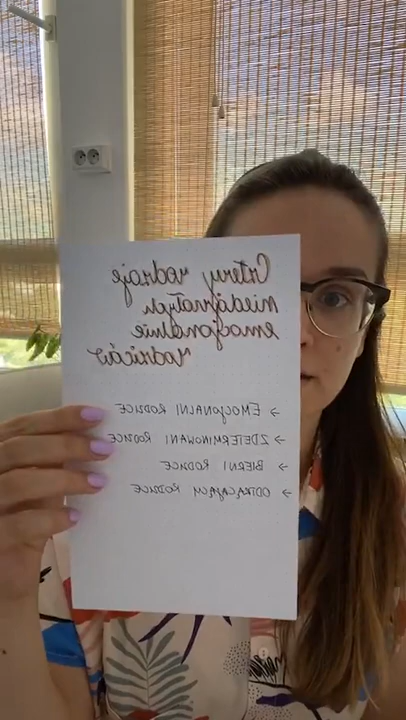 Cztery rodzaje
niedojrzałych
emocjonalnie
rodziców
→ EMOCJONALNI RODZICE
→ ZDETERMINOWANI RODZICE
→ BIERNI RODZICE
→ ODTRĄCAJĄCY RODZICE